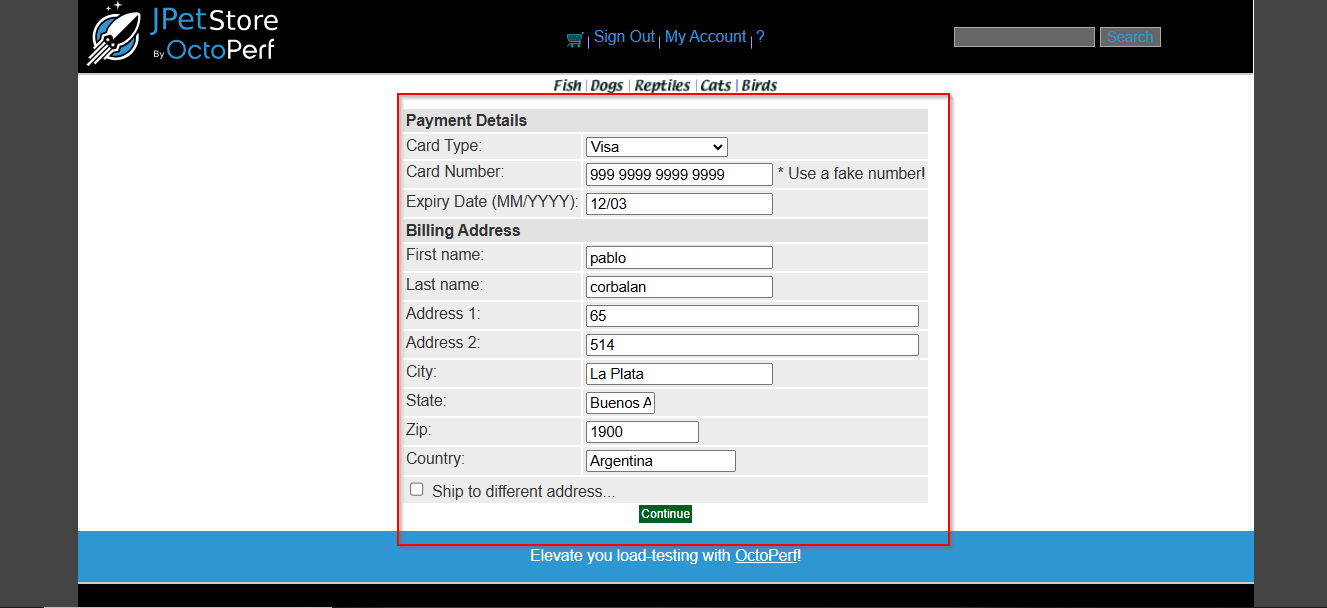 JPetStore
By OctoPerf
Sign Out | My Account | ?
Search
Fish | Dogs | Reptiles | Cats | Birds
Payment Details
Card Type: Visa
Card Number: 999 9999 9999 9999 * Use a fake number!
Expiry Date (MM/YYYY): 12/03
Billing Address
First name: pablo
Last name: corbalan
Address 1: 65
Address 2: 514
City: La Plata
State: Buenos A
Zip: 1900
Country: Argentina
Ship to different address...
Continue
Elevate you load-testing with OctoPerf!